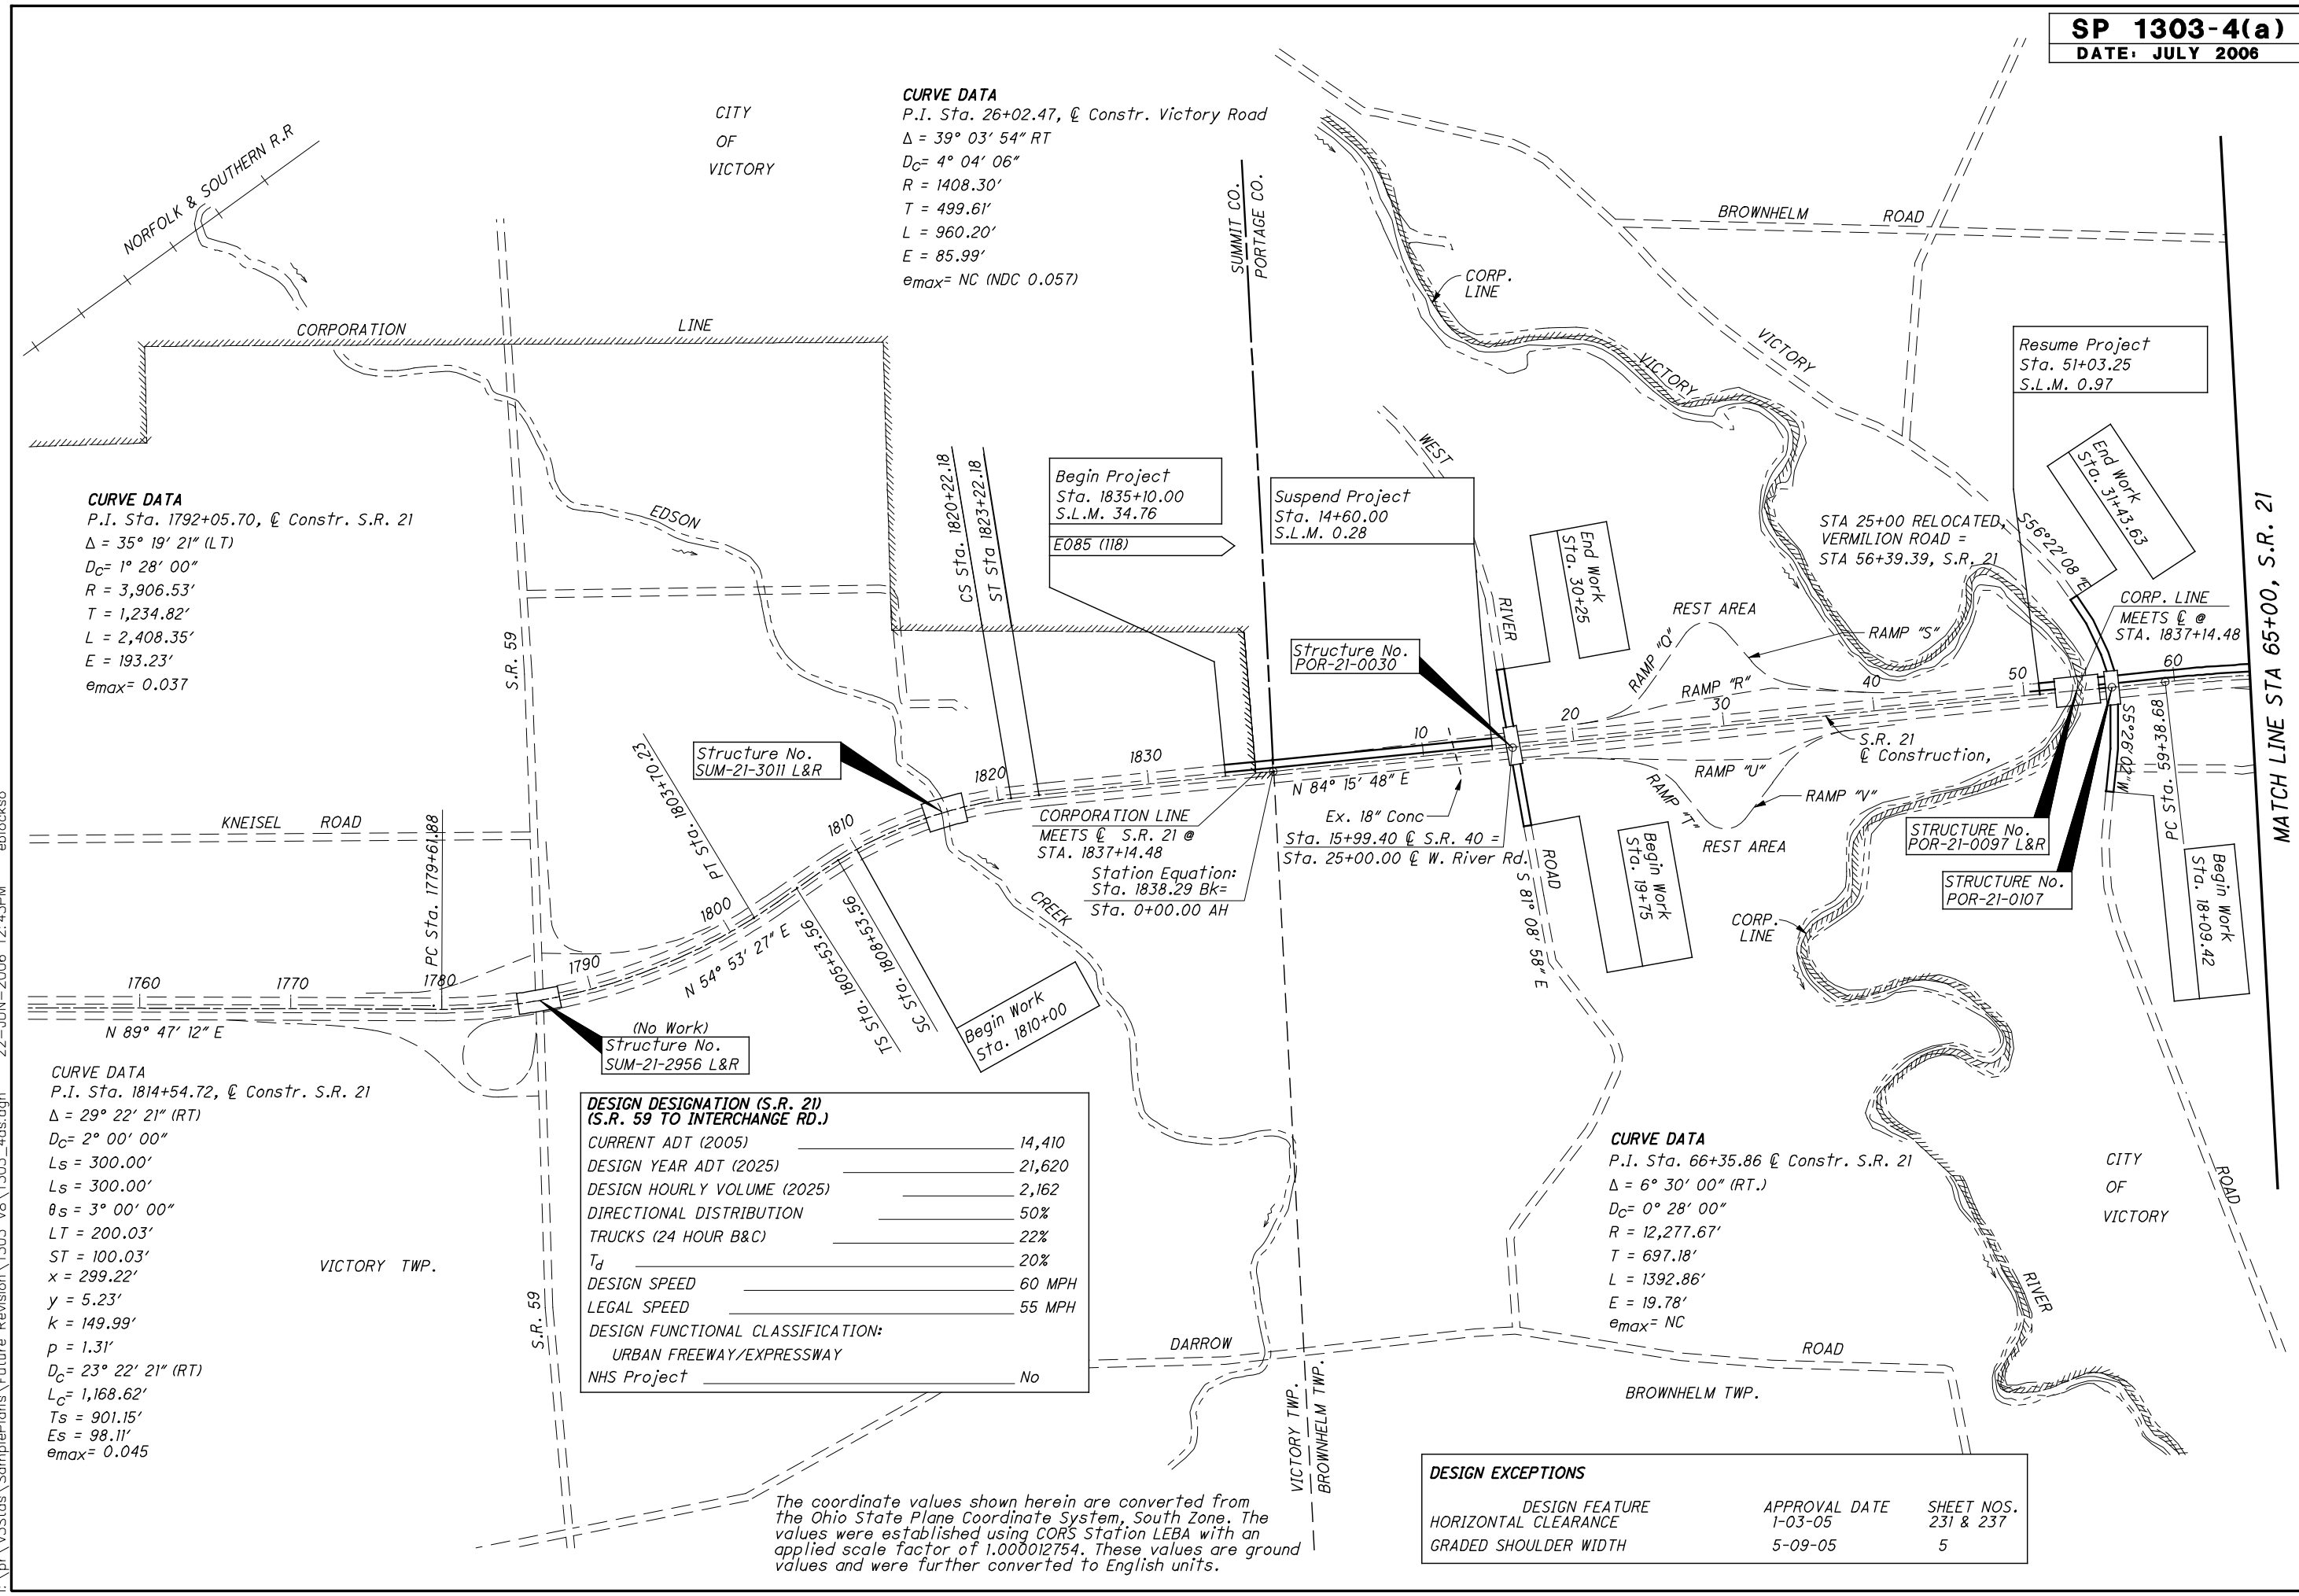 SP 1303-4(a)
DATE: JULY 2006
CITY
OF
VICTORY
CURVE DATA
P.I. Sta. 26+02.47, ℄ Constr. Victory Road
Δ = 39° 03' 54" RT
Dc= 4° 04' 06"
R = 1408.30'
T = 499.61'
L = 960.20'
E = 85.99'
emax= NC (NDC 0.057)
NORFOLK & SOUTHERN R.R
CORPORATION LINE
SUMMIT CO.
PORTAGE CO.
BROWNHELM ROAD
CORP.
LINE
VICTORY
VICTORY
Resume Project
Sta. 51+03.25
S.L.M. 0.97
End Work
Sta. 31+43.63
S56°22'08 "E
MATCH LINE STA 65+00, S.R. 21
CURVE DATA
P.I. Sta. 1792+05.70, ℄ Constr. S.R. 21
Δ = 35° 19' 21" (LT)
Dc= 1° 28' 00"
R = 3,906.53'
T = 1,234.82'
L = 2,408.35'
E = 193.23'
emax= 0.037
S.R. 59
EDSON
CS Sta. 1820+22.18
ST Sta 1823+22.18
Begin Project
Sta. 1835+10.00
S.L.M. 34.76
E085 (118)
Suspend Project
Sta. 14+60.00
S.L.M. 0.28
WEST
RIVER
End Work
Sta. 30+25
STA 25+00 RELOCATED,
VERMILION ROAD =
STA 56+39.39, S.R. 21
CORP. LINE
MEETS ℄ @
STA. 1837+14.48
REST AREA
RAMP "Q"
RAMP "S"
RAMP "R"
Structure No.
POR-21-0030
10
20
30
40
50
60
S.R. 21
℄ Construction,
RAMP "U"
RAMP "T"
RAMP "V"
REST AREA
S5°26'02"W
PC Sta. 59+38.68
STRUCTURE No.
POR-21-0097 L&R
STRUCTURE No.
POR-21-0107
Begin Work
Sta. 18+09.42
Structure No.
SUM-21-3011 L&R
PT Sta. 1803+70.23
1760
1770
1780
1790
1800
1810
1820
1830
N 84° 15' 48" E
CORPORATION LINE
MEETS ℄ S.R. 21 @
STA. 1837+14.48
Station Equation:
Sta. 1838.29 Bk=
Sta. 0+00.00 AH
Ex. 18" Conc
Sta. 15+99.40 ℄ S.R. 40 =
Sta. 25+00.00 ℄ W. River Rd.
ROAD
S 81° 08' 58" E
Begin Work
Sta. 19+75
CORP.
LINE
KNEISEL ROAD
PC Sta. 1779+61.88
N 89° 47' 12" E
N 54° 53' 27" E
TS Sta. 1805+53.56
SC Sta. 1808+53.56
Begin Work
Sta. 1810+00
CREEK
(No Work)
Structure No.
SUM-21-2956 L&R
CURVE DATA
P.I. Sta. 1814+54.72, ℄ Constr. S.R. 21
Δ = 29° 22' 21" (RT)
Dc= 2° 00' 00"
Ls = 300.00'
Ls = 300.00'
θs = 3° 00' 00"
LT = 200.03'
ST = 100.03'
x = 299.22'
y = 5.23'
k = 149.99'
p = 1.31'
Dc= 23° 22' 21" (RT)
Lc= 1,168.62'
Ts = 901.15'
Es = 98.11'
emax= 0.045
VICTORY TWP.
S.R. 59
DESIGN DESIGNATION (S.R. 21)
(S.R. 59 TO INTERCHANGE RD.)
CURRENT ADT (2005) 14,410
DESIGN YEAR ADT (2025) 21,620
DESIGN HOURLY VOLUME (2025) 2,162
DIRECTIONAL DISTRIBUTION 50%
TRUCKS (24 HOUR B&C) 22%
Td 20%
DESIGN SPEED 60 MPH
LEGAL SPEED 55 MPH
DESIGN FUNCTIONAL CLASSIFICATION:
URBAN FREEWAY/EXPRESSWAY
NHS Project No
DARROW ROAD
VICTORY TWP.
BROWNHELM TWP.
BROWNHELM TWP.
CURVE DATA
P.I. Sta. 66+35.86 ℄ Constr. S.R. 21
Δ = 6° 30' 00" (RT.)
Dc= 0° 28' 00"
R = 12,277.67'
T = 697.18'
L = 1392.86'
E = 19.78'
emax= NC
CITY
OF
VICTORY
ROAD
RIVER
The coordinate values shown herein are converted from
the Ohio State Plane Coordinate System, South Zone. The
values were established using CORS Station LEBA with an
applied scale factor of 1.000012754. These values are ground
values and were further converted to English units.
DESIGN EXCEPTIONS
DESIGN FEATURE APPROVAL DATE SHEET NOS.
HORIZONTAL CLEARANCE 1-03-05 231 & 237
GRADED SHOULDER WIDTH 5-09-05 5
22-JUN-2006 12:45PM